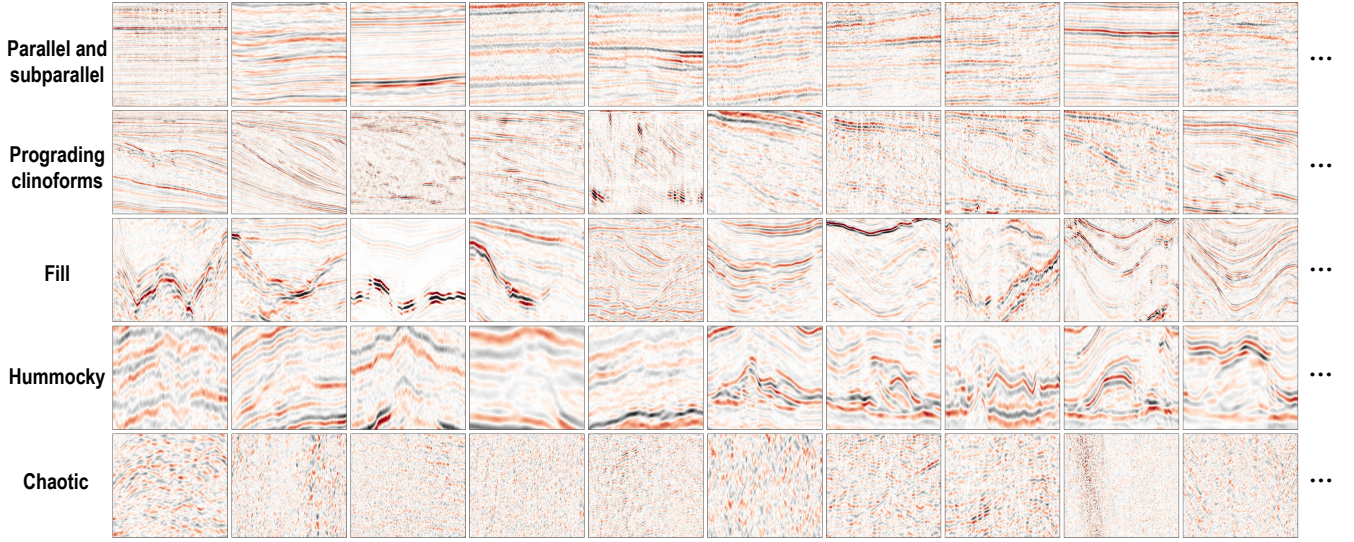 Parallel and
subparallel
...
Prograding
clinoforms
...
Fill
...
Hummocky
...
Chaotic
...